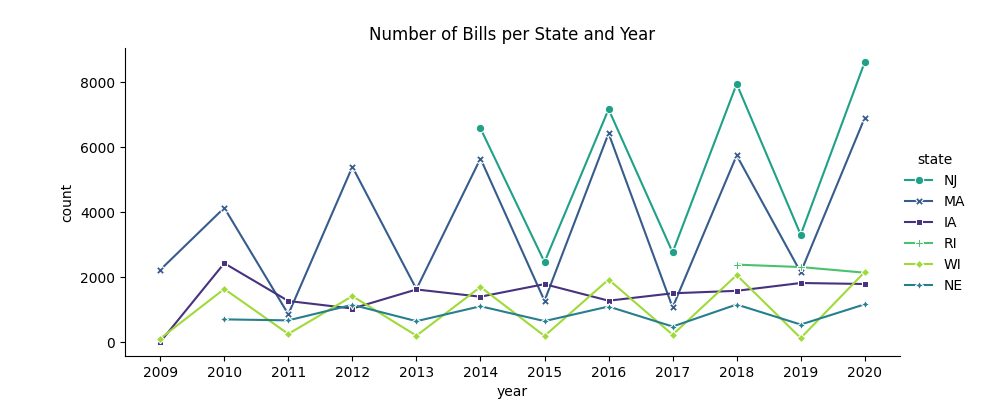 Number of Bills per State and Year
count
8000
6000
4000
2000
0
2009 2010 2011 2012 2013 2014 2015 2016 2017 2018 2019 2020
year
state
NJ
MA
IA
RI
WI
NE